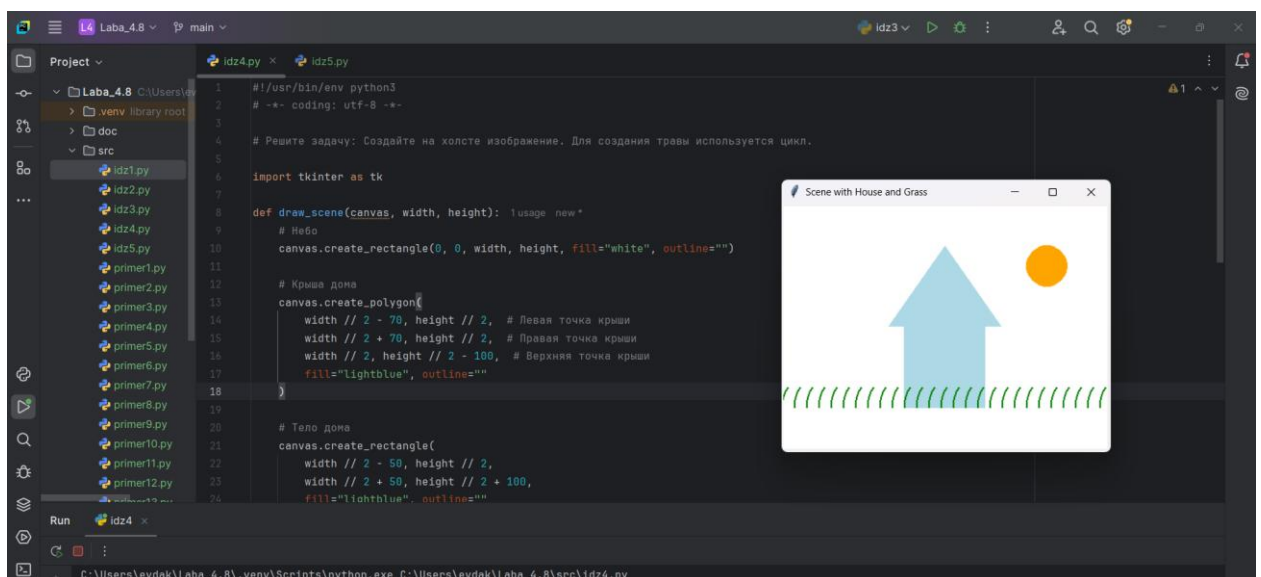 L4 Laba_4.8 main idz3
Project
idz4.py idz5.py
Laba_4.8 C:\Users\ev
.venv library root
doc
src
idz1.py
idz2.py
idz3.py
idz4.py
idz5.py
primer1.py
primer2.py
primer3.py
primer4.py
primer5.py
primer6.py
primer7.py
primer8.py
primer9.py
primer10.py
primer11.py
primer12.py
1 #!/usr/bin/env python3
2 # -*- coding: utf-8 -*-
3
4 # Решите задачу: Создайте на холсте изображение. Для создания травы используется цикл.
5
6 import tkinter as tk
7
8 def draw_scene(canvas, width, height): 1 usage new *
9 # Небо
10 canvas.create_rectangle(0, 0, width, height, fill="white", outline="")
11
12 # Крыша дома
13 canvas.create_polygon(
14 width // 2 - 70, height // 2, # Левая точка крыши
15 width // 2 + 70, height // 2, # Правая точка крыши
16 width // 2, height // 2 - 100, # Верхняя точка крыши
17 fill="lightblue", outline=""
18 )
19
20 # Тело дома
21 canvas.create_rectangle(
22 width // 2 - 50, height // 2,
23 width // 2 + 50, height // 2 + 100,
24 fill="lightblue", outline=""
1
Scene with House and Grass
Run idz4
C:\Users\evdak\Laba_4.8\.venv\Scripts\python.exe C:\Users\evdak\Laba_4.8\src\idz4.py